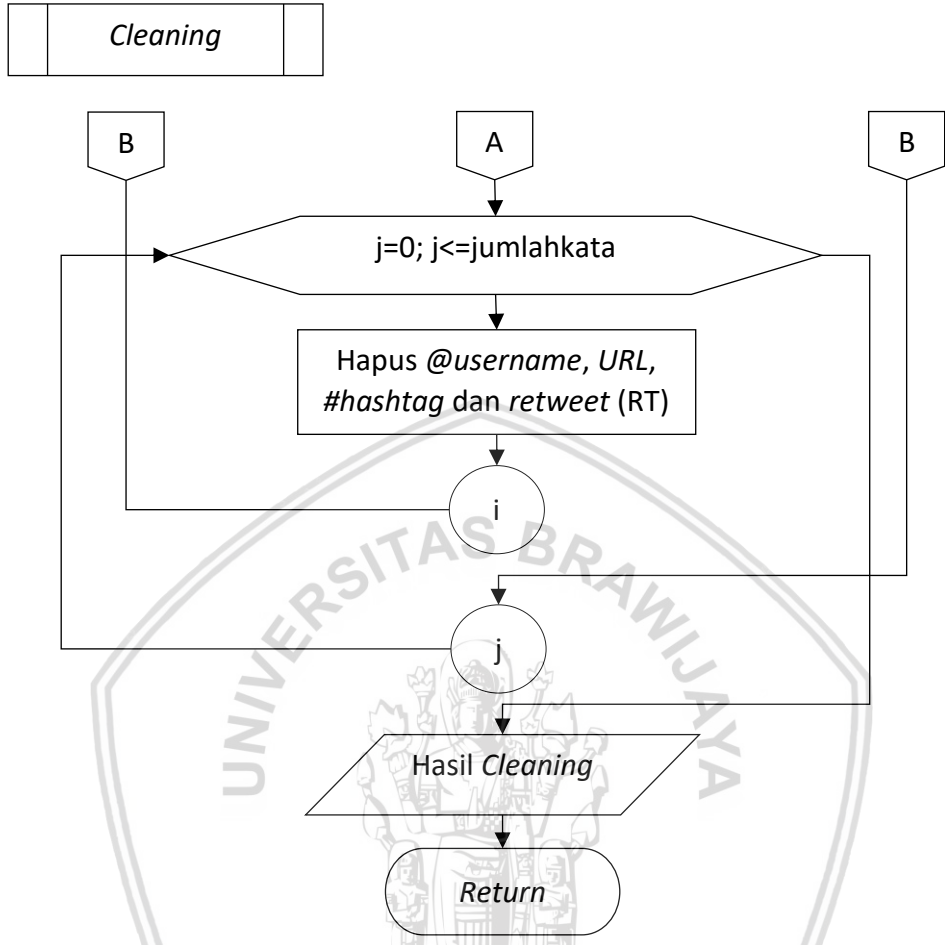 Cleaning
B
A
B
j=0; j<=jumlahkata
Hapus @username, URL,
#hashtag dan retweet (RT)
i
j
UNIVERSITAS BRAWIJAYA
Hasil Cleaning
Return